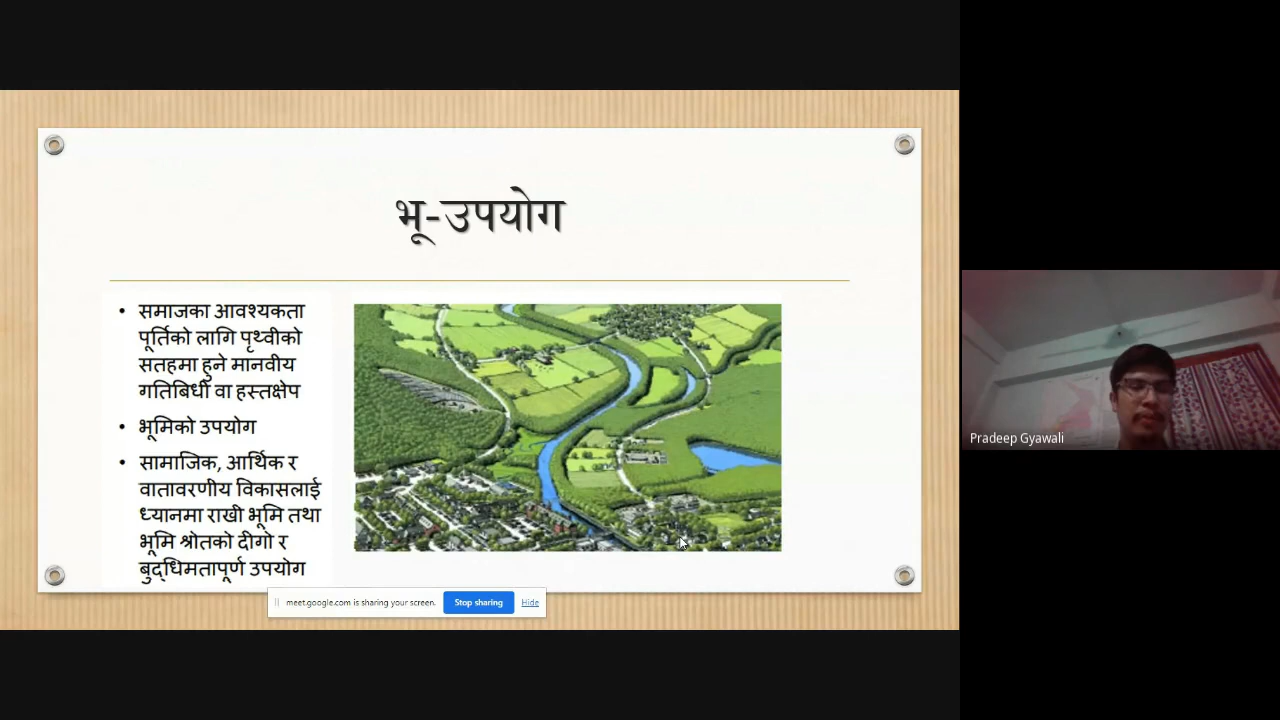 भू-उपयोग
• समाजका आवश्यकता
पूर्तिको लागि पृथ्वीको
सतहमा हुने मानवीय
गतिबिधी वा हस्तक्षेप
• भूमिको उपयोग
• सामाजिक, आर्थिक र
वातावरणीय विकासलाई
ध्यानमा राखी भूमि तथा
भूमि श्रोतको दीगो र
बुद्धिमतापूर्ण उपयोग
meet.google.com is sharing your screen. Stop sharing Hide
Pradeep Gyawali